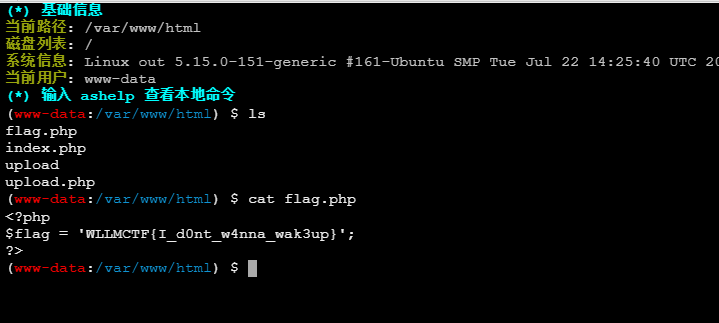 (*) 基础信息
当前路径: /var/www/html
磁盘列表: /
系统信息: Linux out 5.15.0-151-generic #161-Ubuntu SMP Tue Jul 22 14:25:40 UTC 20
当前用户: www-data
(*) 输入 ashelp 查看本地命令
(www-data:/var/www/html) $ ls
flag.php
index.php
upload
upload.php
(www-data:/var/www/html) $ cat flag.php
<?php
$flag = 'WLLMCTF{I_d0nt_w4nna_wak3up}';
?>
(www-data:/var/www/html) $